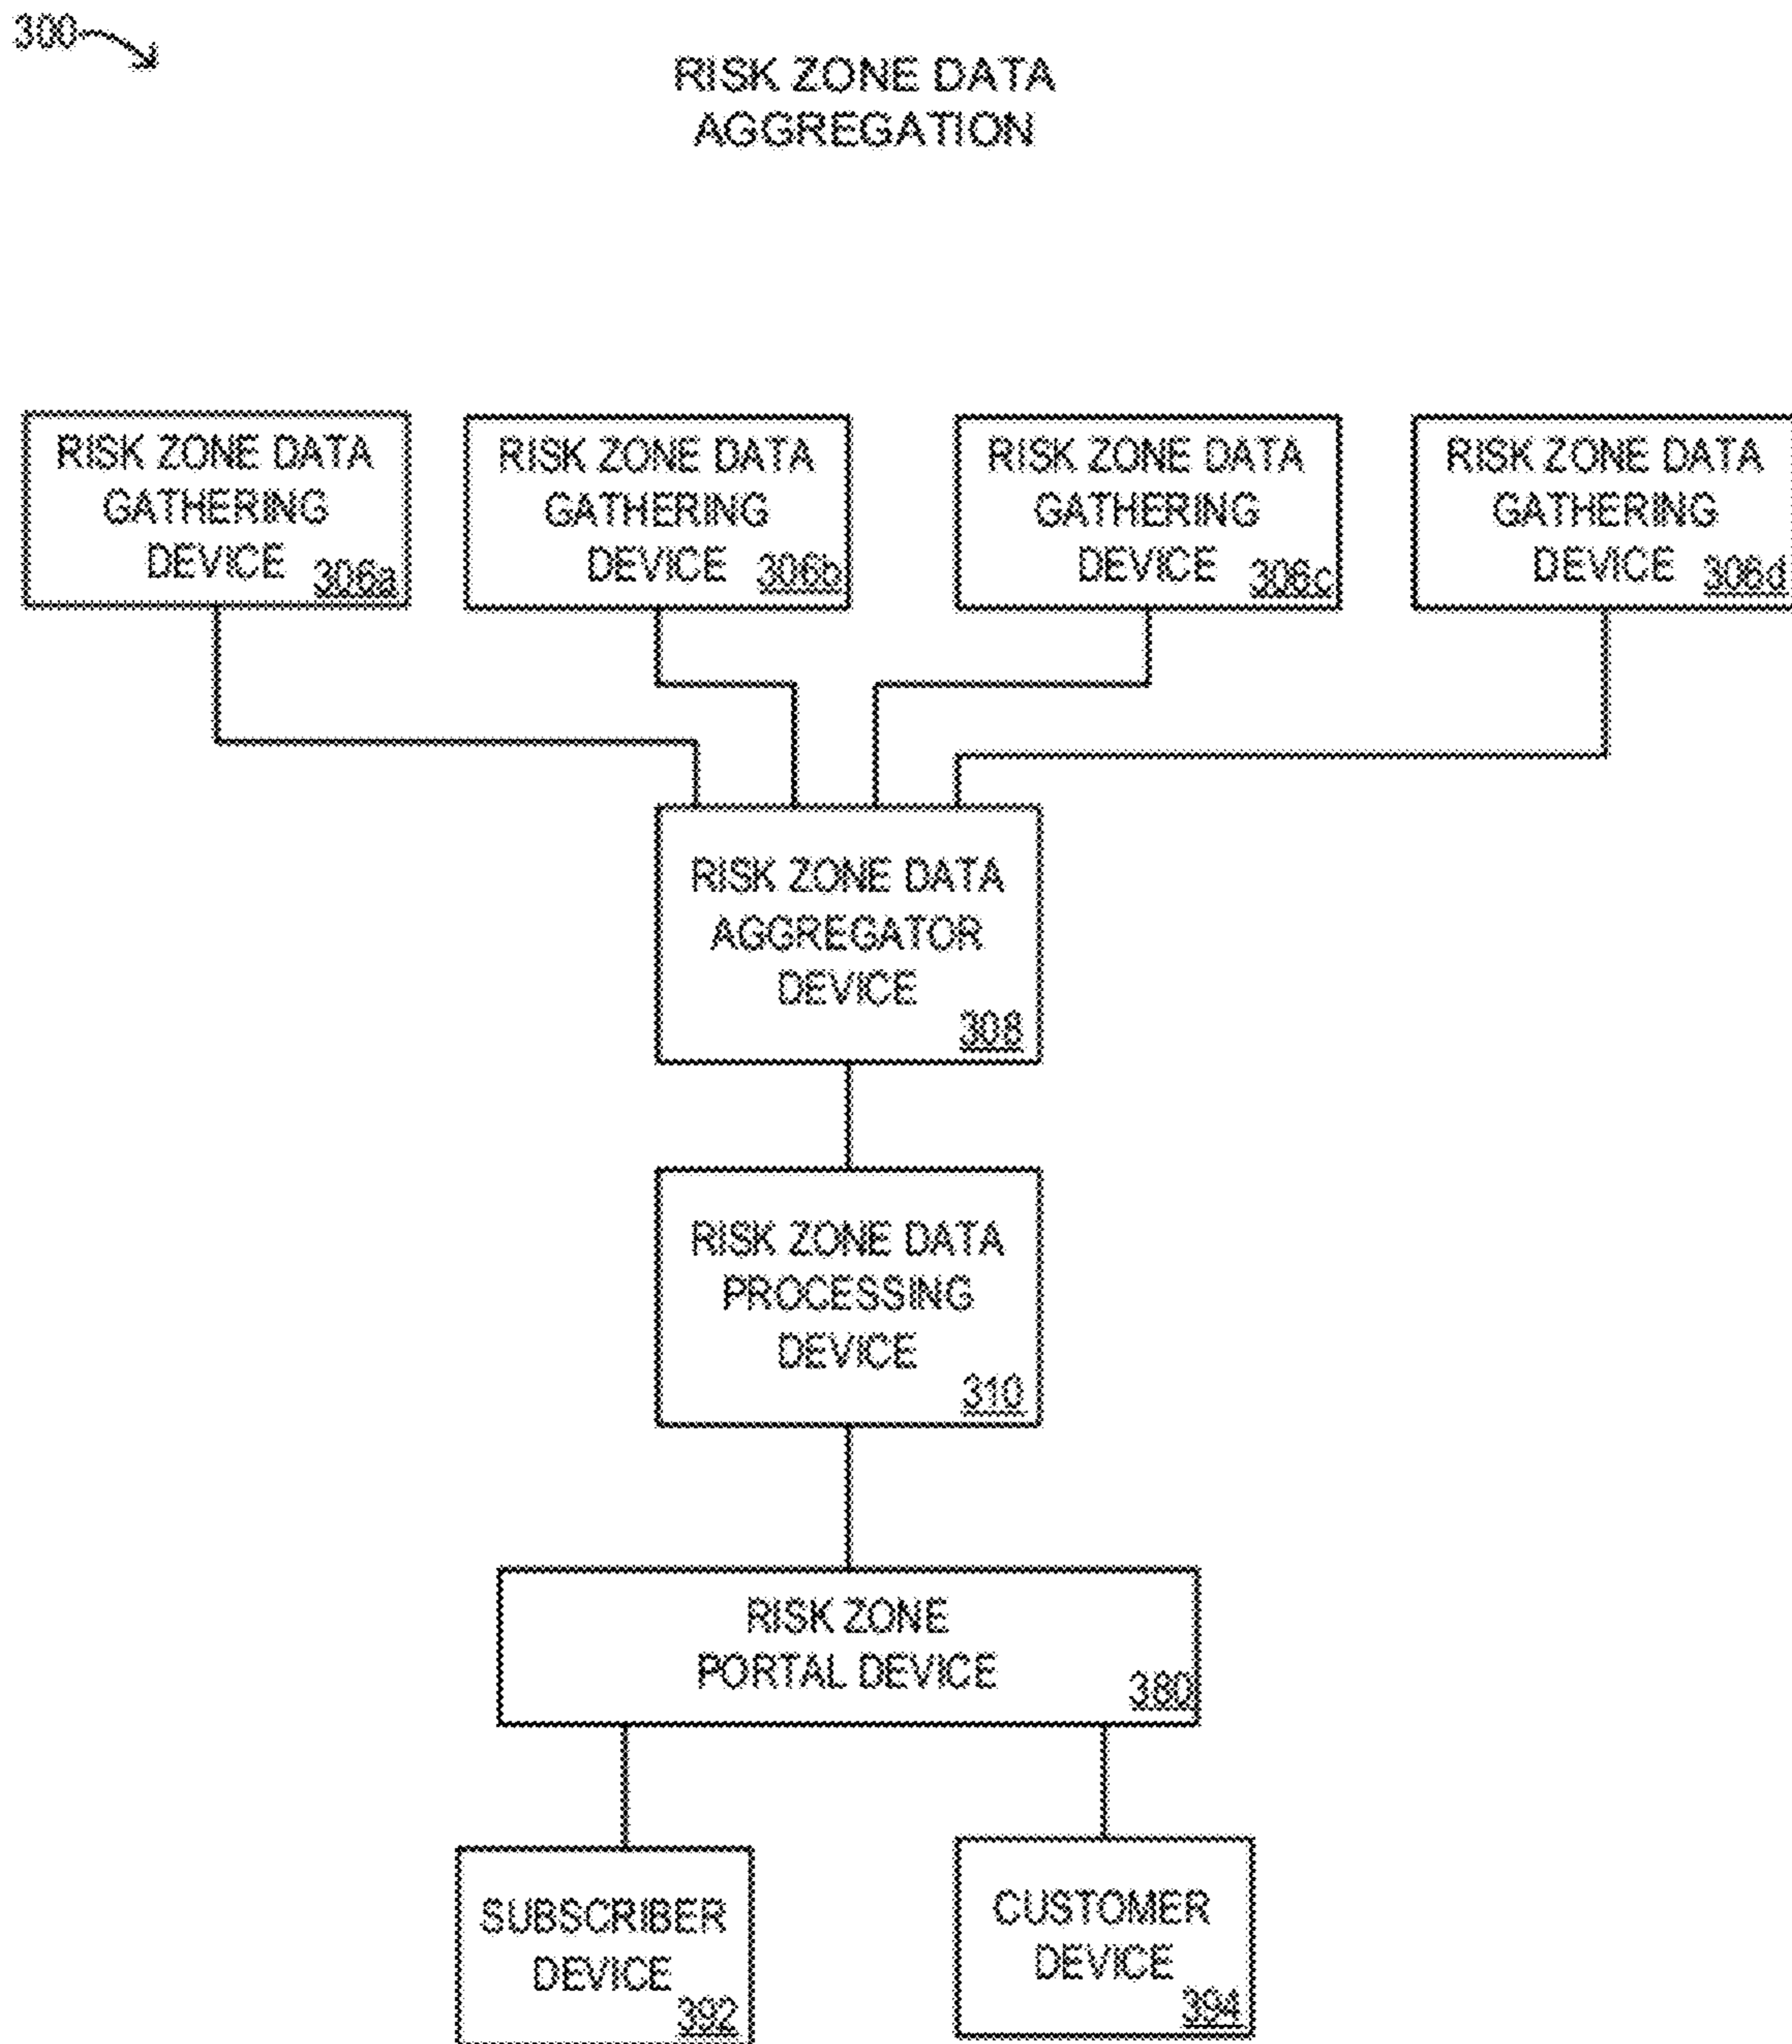 300
RISK ZONE DATA
AGGREGATION
RISK ZONE DATA
GATHERING
DEVICE 306a
RISK ZONE DATA
GATHERING
DEVICE 306b
RISK ZONE DATA
GATHERING
DEVICE 306c
RISK ZONE DATA
GATHERING
DEVICE 306d
RISK ZONE DATA
AGGREGATOR
DEVICE
308
RISK ZONE DATA
PROCESSING
DEVICE
310
RISK ZONE
PORTAL DEVICE
380
SUBSCRIBER
DEVICE
392
CUSTOMER
DEVICE
394